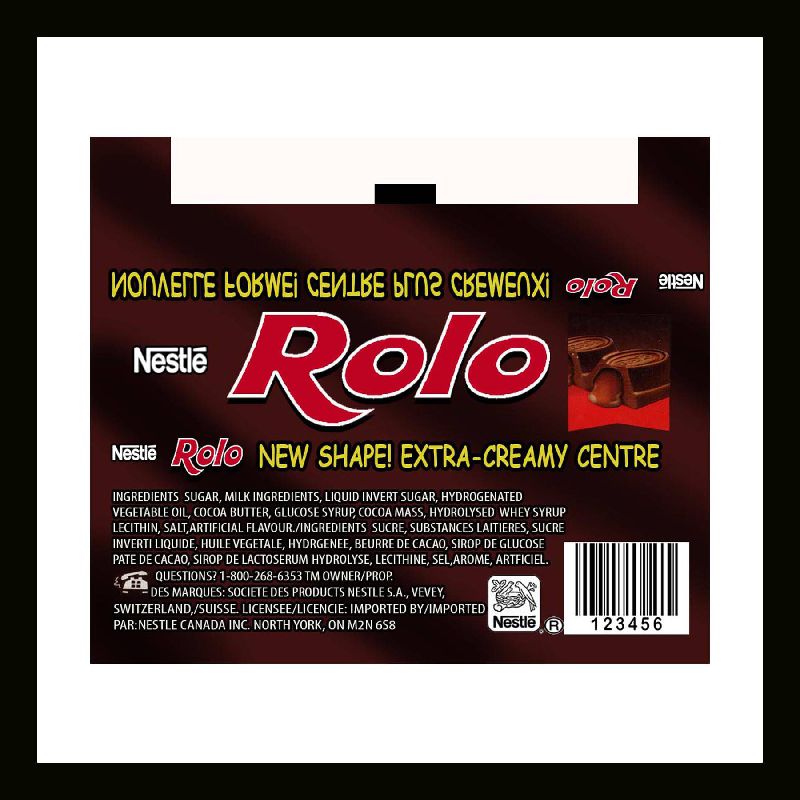 NOUVELLE FORME! CENTRE PLUS CREMEUX! Rolo Nestlé
Nestlé Rolo
Nestlé Rolo NEW SHAPE! EXTRA-CREAMY CENTRE
INGREDIENTS SUGAR, MILK INGREDIENTS, LIQUID INVERT SUGAR, HYDROGENATED
VEGETABLE OIL, COCOA BUTTER, GLUCOSE SYRUP, COCOA MASS, HYDROLYSED WHEY SYRUP
LECITHIN, SALT,ARTIFICIAL FLAVOUR./INGREDIENTS SUCRE, SUBSTANCES LAITIERES, SUCRE
INVERTI LIQUIDE, HUILE VEGETALE, HYDRGENEE, BEURRE DE CACAO, SIROP DE GLUCOSE
PATE DE CACAO, SIROP DE LACTOSERUM HYDROLYSE, LECITHINE, SEL,AROME, ARTFICIEL.
QUESTIONS? 1-800-268-6353 TM OWNER/PROP.
DES MARQUES: SOCIETE DES PRODUCTS NESTLE S.A., VEVEY,
SWITZERLAND,/SUISSE. LICENSEE/LICENCIE: IMPORTED BY/IMPORTED
PAR:NESTLE CANADA INC. NORTH YORK, ON M2N 6S8
Nestlé ®
123456